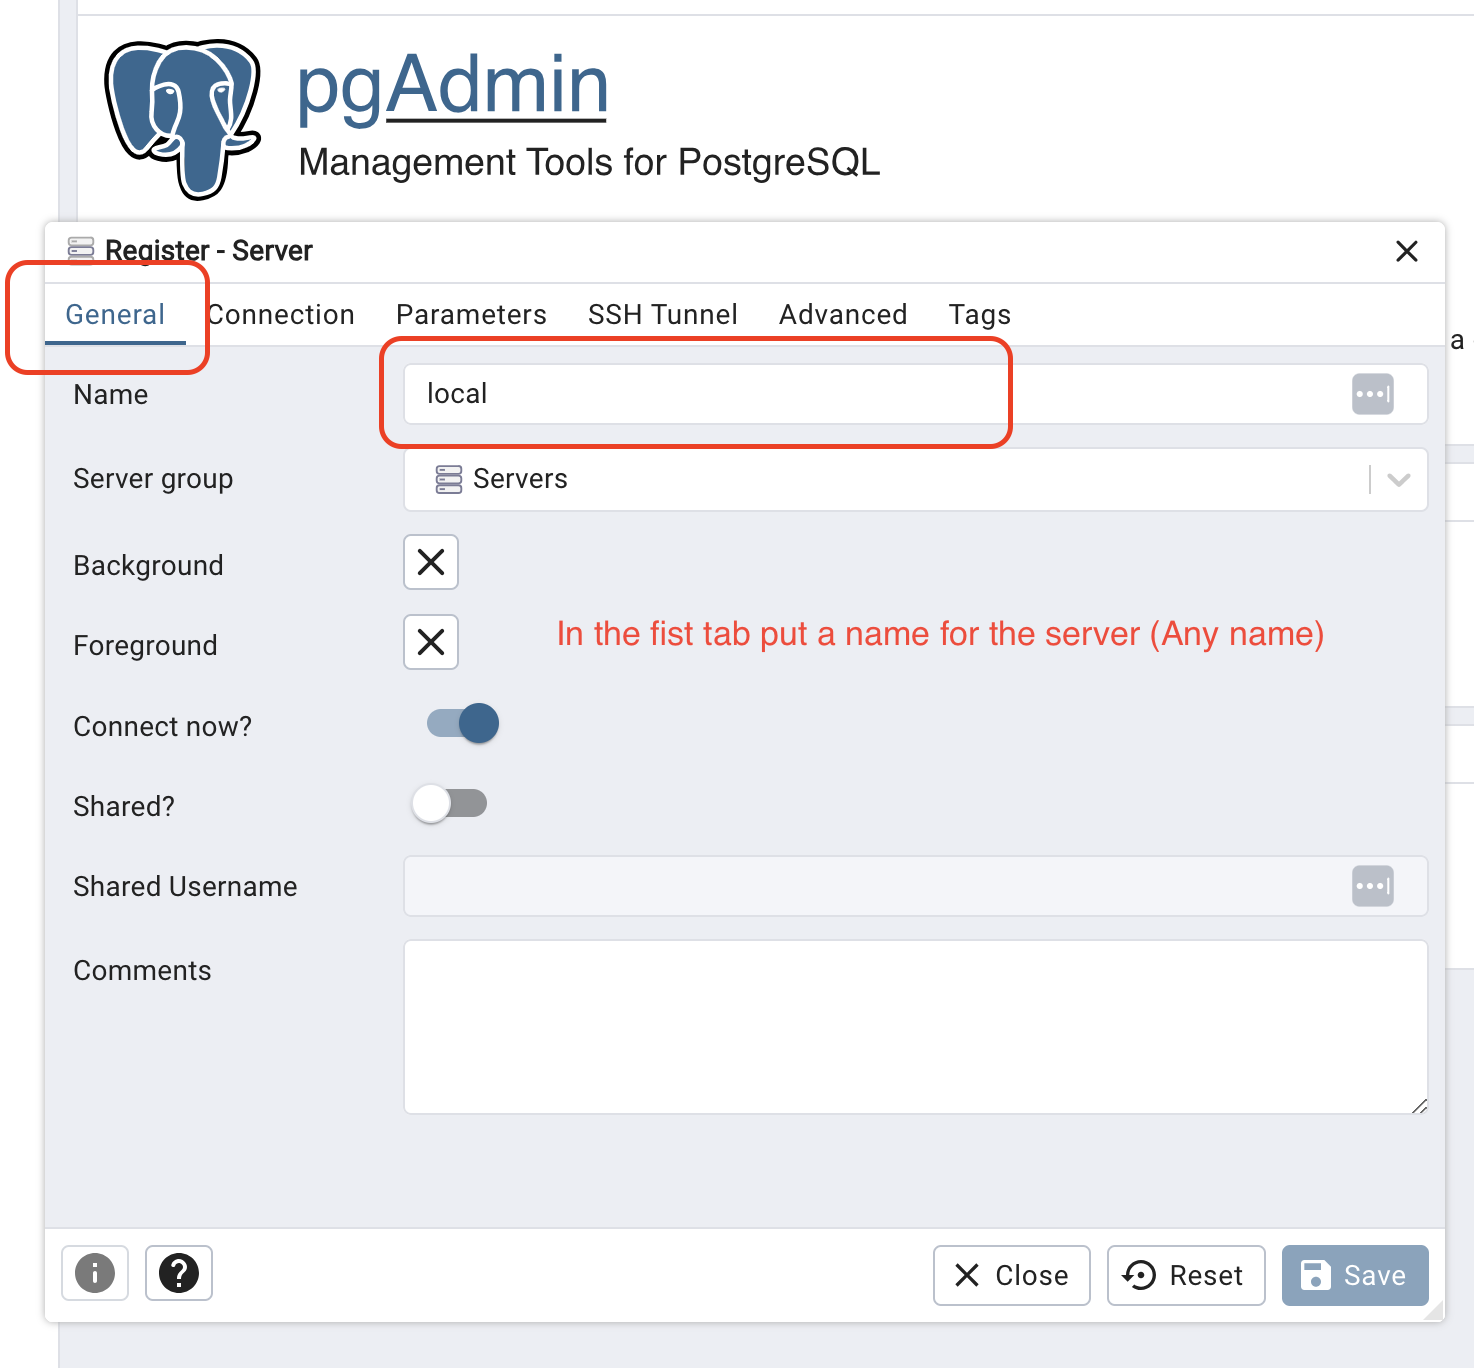 pgAdmin
Management Tools for PostgreSQL
Register - Server
General Connection Parameters SSH Tunnel Advanced Tags
a
Name local
Server group Servers
Background
Foreground
In the fist tab put a name for the server (Any name)
Connect now?
Shared?
Shared Username
Comments
Close Reset Save